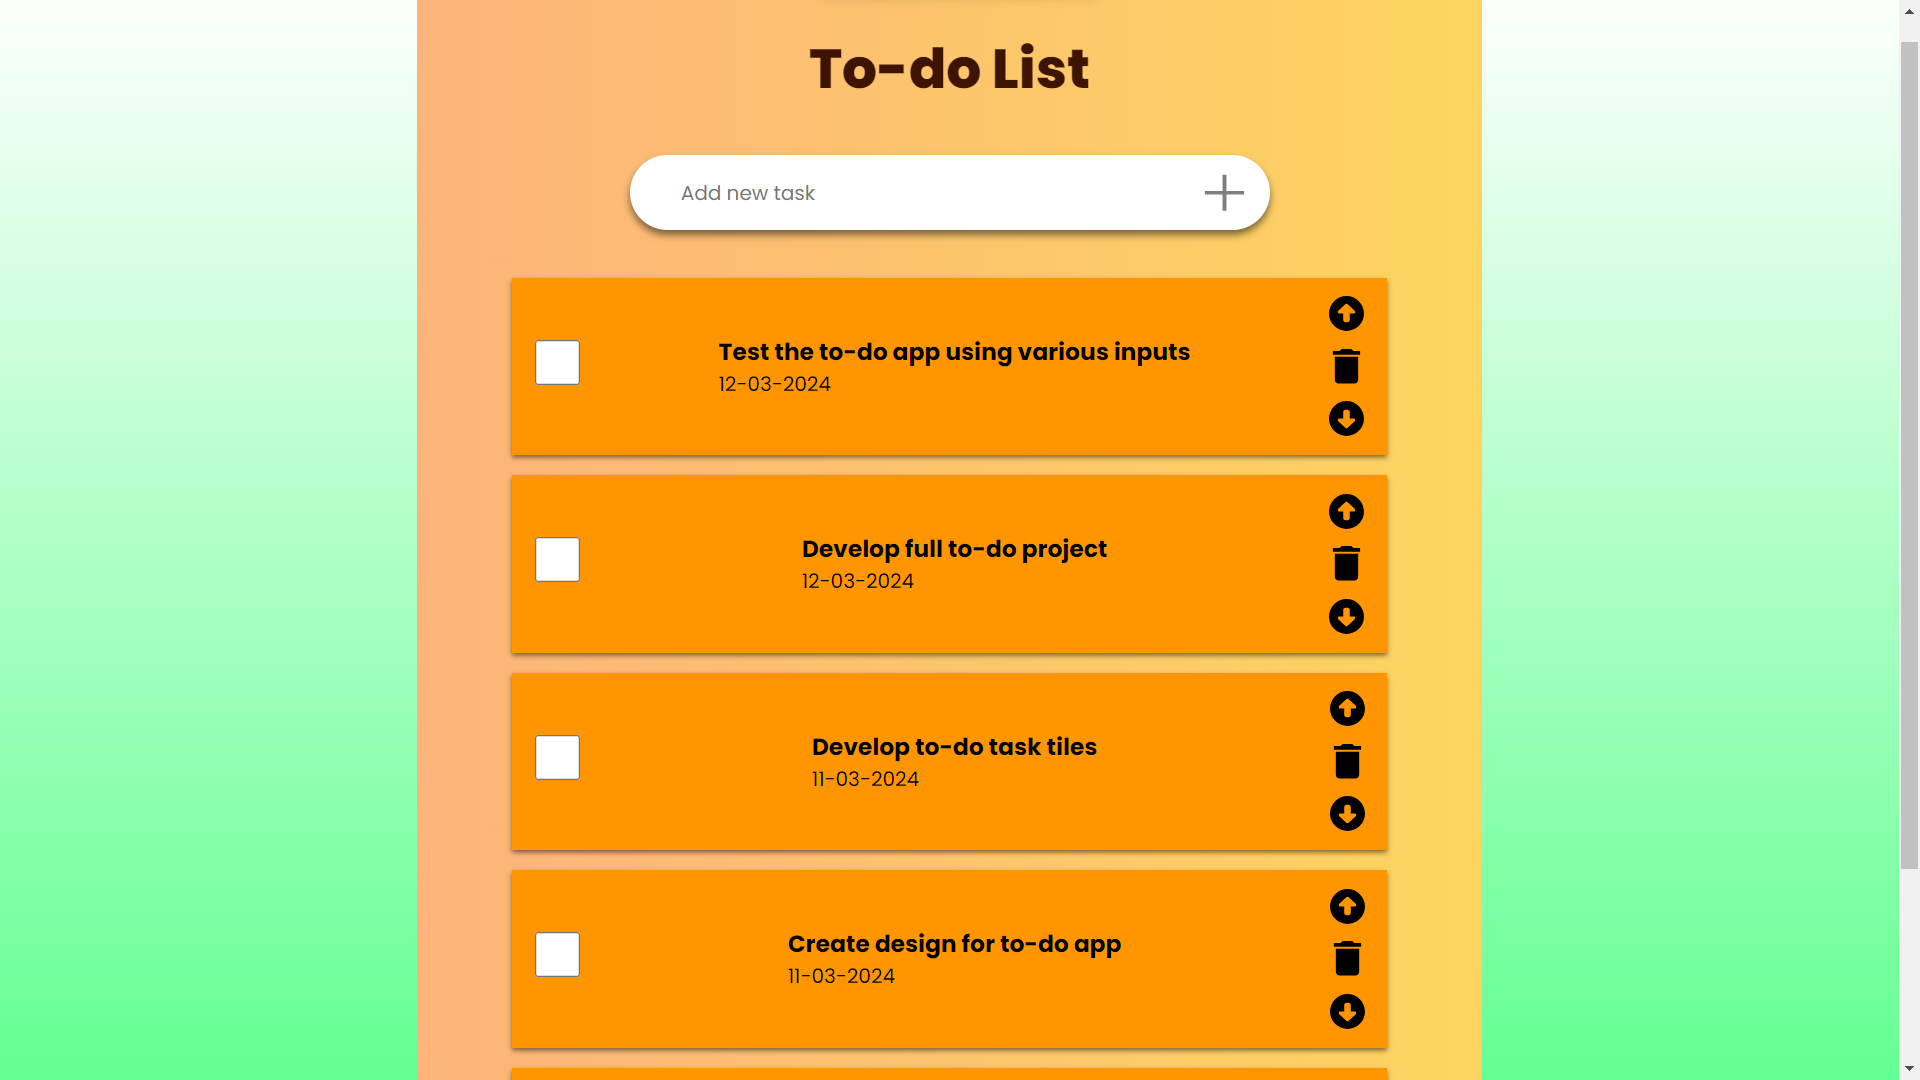 To-do List
Add new task
Test the to-do app using various inputs
12-03-2024
Develop full to-do project
12-03-2024
Develop to-do task tiles
11-03-2024
Create design for to-do app
11-03-2024